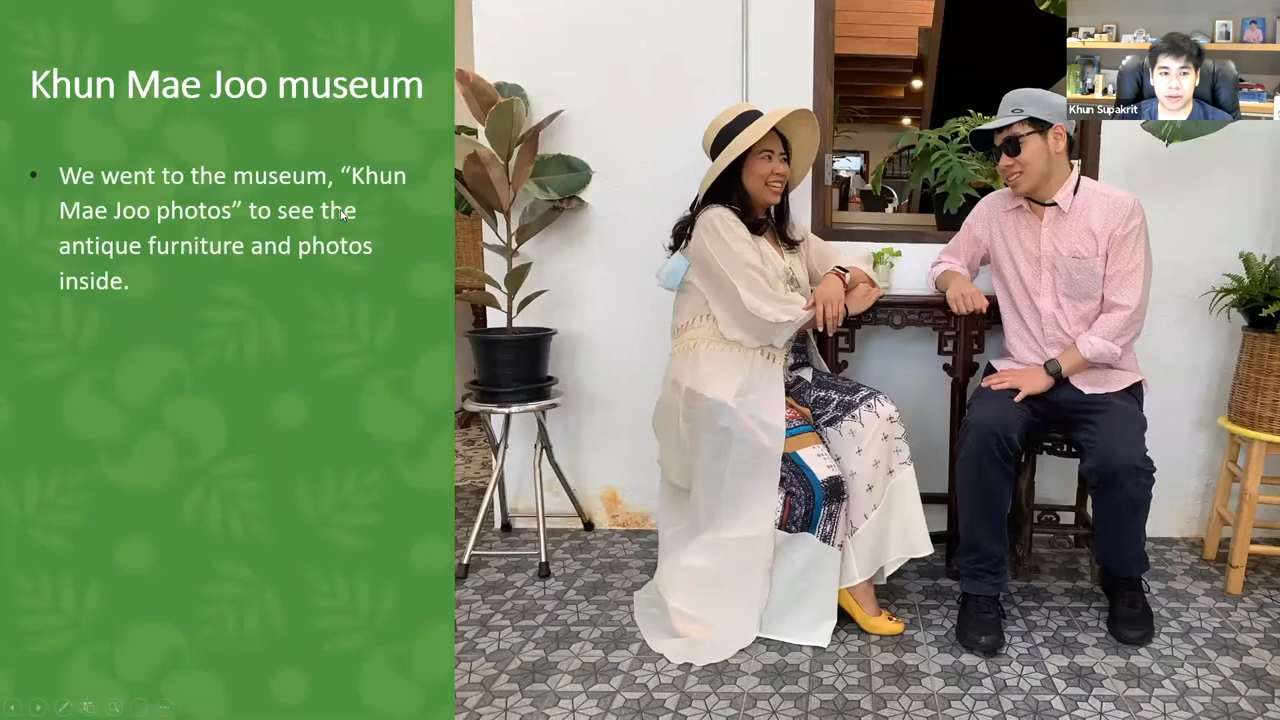 Khun Mae Joo museum
• We went to the museum, “Khun
Mae Joo photos” to see the
antique furniture and photos
inside.
Khun Supakrit